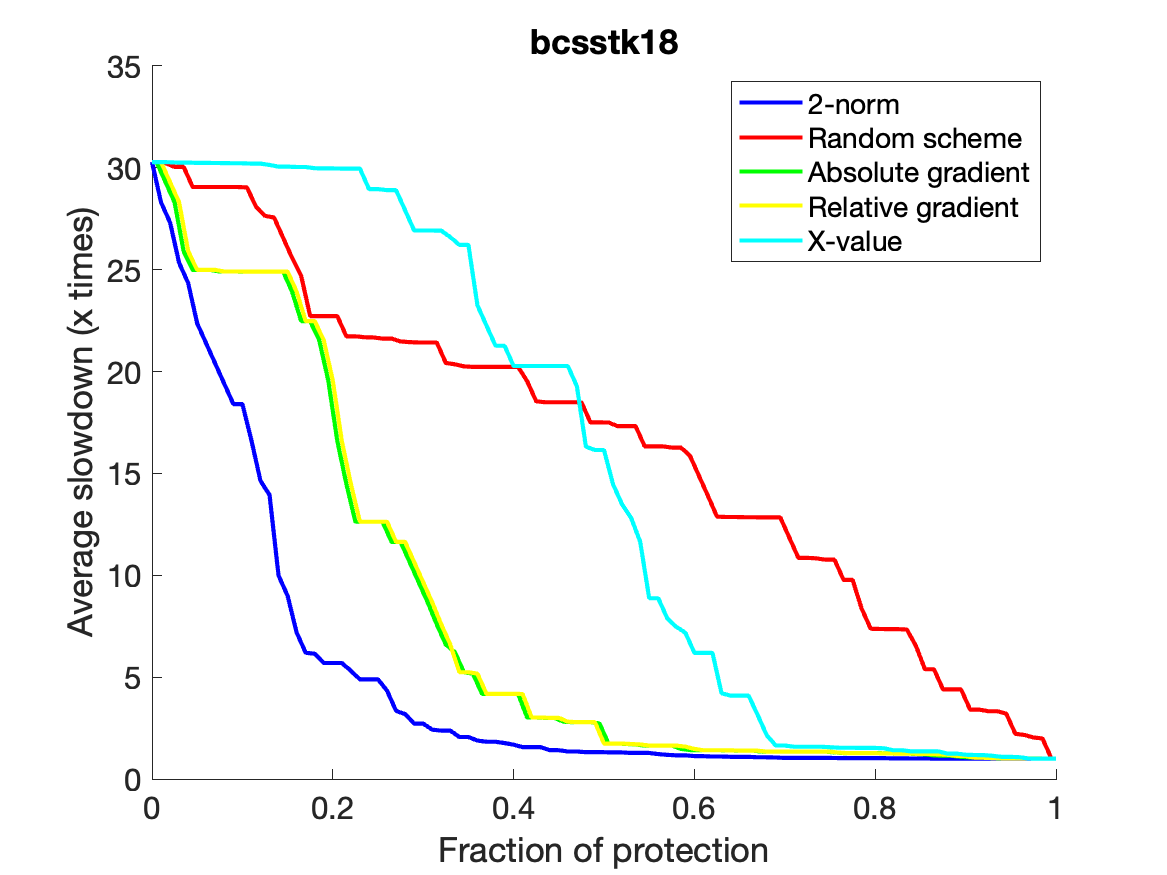 bcsstk18
35
30
25
20
15
10
5
0
Average slowdown (x times)
2-norm
Random scheme
Absolute gradient
Relative gradient
X-value
0
0.2
0.4
0.6
0.8
1
Fraction of protection